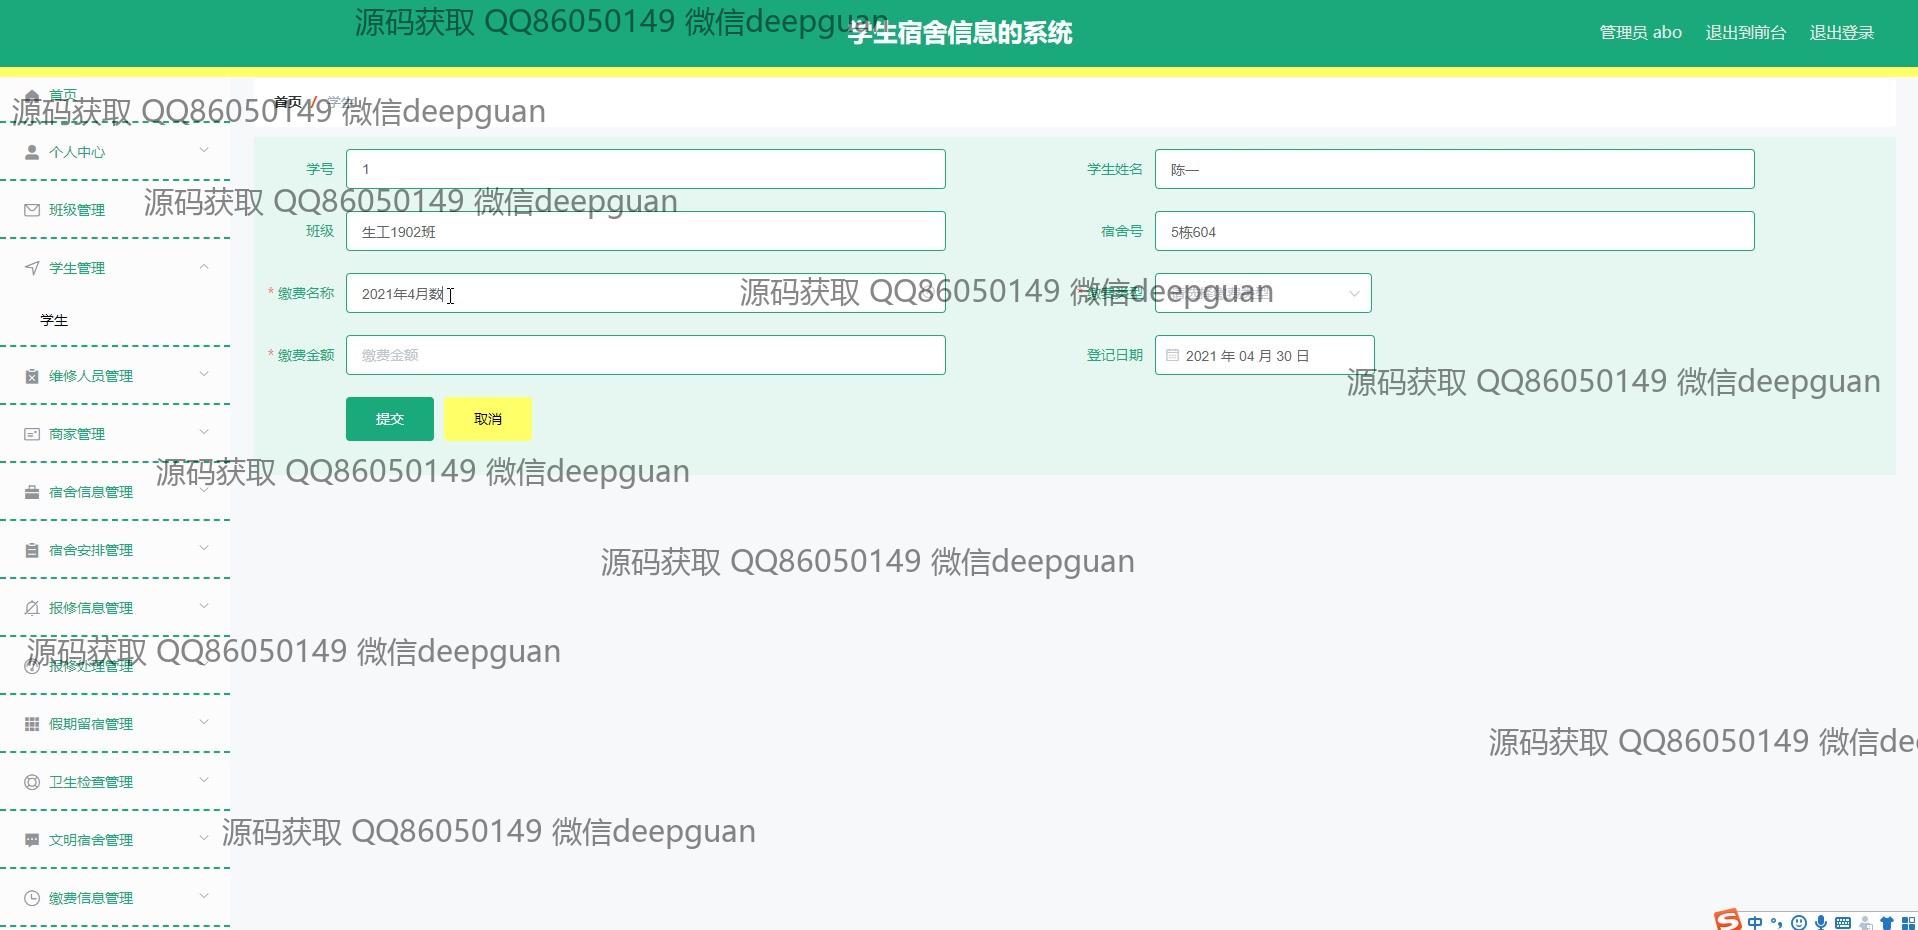 源码获取 QQ86050149 微信deepguan
学生宿舍信息的系统
管理员 abo 退出到前台 退出登录
首页
首页 / 学生
源码获取 QQ86050149 微信deepguan
个人中心
学号 1 学生姓名 陈一
班级管理
源码获取 QQ86050149 微信deepguan
班级 生工1902班 宿舍号 5栋604
学生管理
* 缴费名称 2021年4月数 * 缴费类型
源码获取 QQ86050149 微信deepguan
学生
* 缴费金额 缴费金额 登记日期 2021 年 04 月 30 日
维修人员管理
源码获取 QQ86050149 微信deepguan
提交 取消
商家管理
源码获取 QQ86050149 微信deepguan
宿舍信息管理
宿舍安排管理
源码获取 QQ86050149 微信deepguan
报修信息管理
源码获取 QQ86050149 微信deepguan
报修处理管理
假期留宿管理
源码获取 QQ86050149 微信dee
卫生检查管理
文明宿舍管理
源码获取 QQ86050149 微信deepguan
缴费信息管理
中